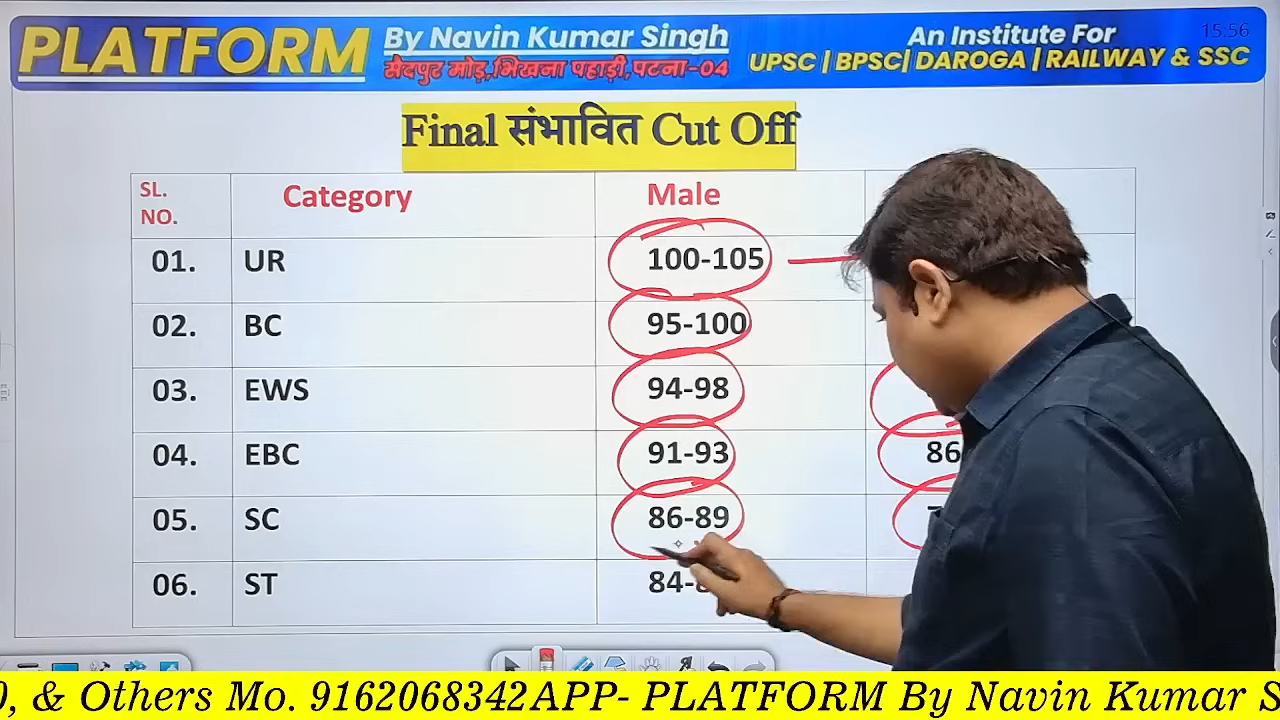 PLATFORM
By Navin Kumar Singh
सैदपुर मोड़,भिखना पहाड़ी,पटना-04
An Institute For
15:56
UPSC | BPSC| DAROGA | RAILWAY & SSC
Final संभावित Cut Off
SL. NO. Category Male
01. UR 100-105
02. BC 95-100
03. EWS 94-98
04. EBC 91-93 86
05. SC 86-89
06. ST 84-
0, & Others Mo. 9162068342APP- PLATFORM By Navin Kumar S